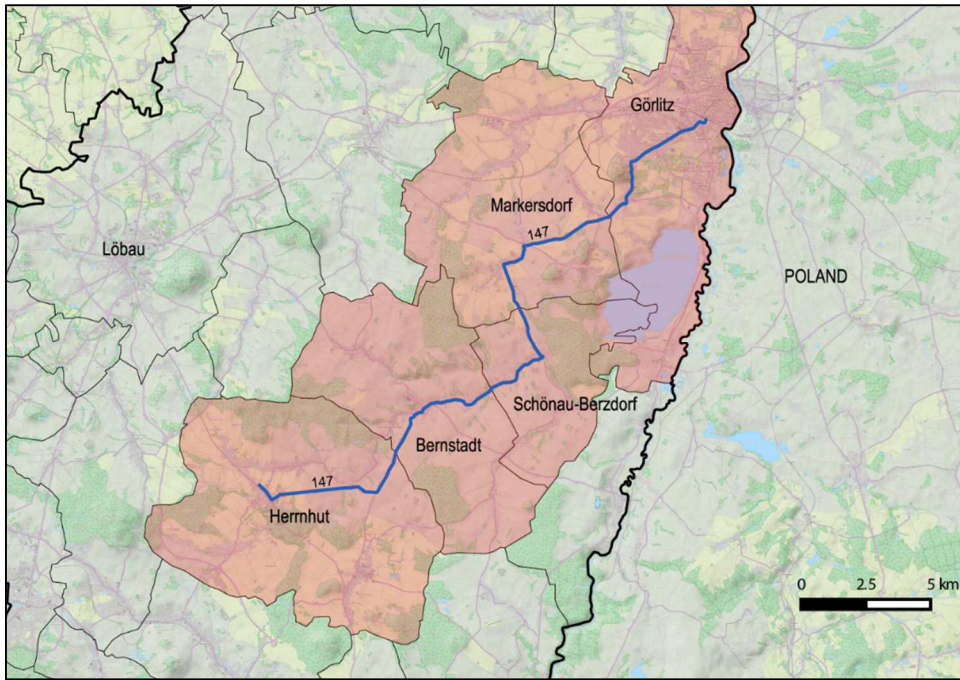 Görlitz
Markersdorf
147
Löbau
POLAND
Schönau-Berzdorf
Bernstadt
147
Herrnhut
0 2.5 5 km